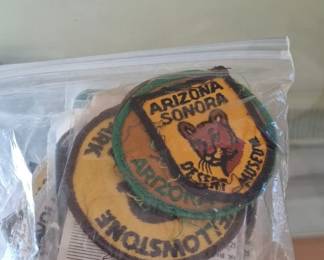 ARIZONA
SONORA
DESERT
MUSEUM
ARIZONA
YELLOWSTONE
PARK